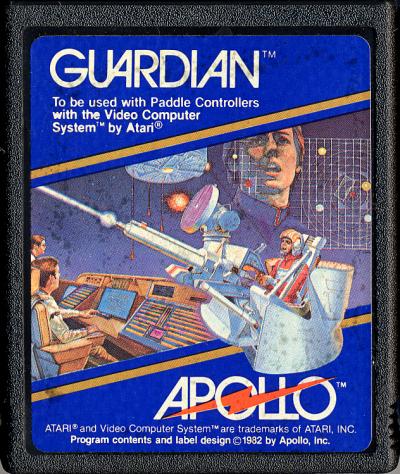 GUARDIAN™
To be used with Paddle Controllers
with the Video Computer
System™ by Atari®
APOLLO™
ATARI® and Video Computer System™ are trademarks of ATARI, INC.
Program contents and label design ©1982 by Apollo, Inc.